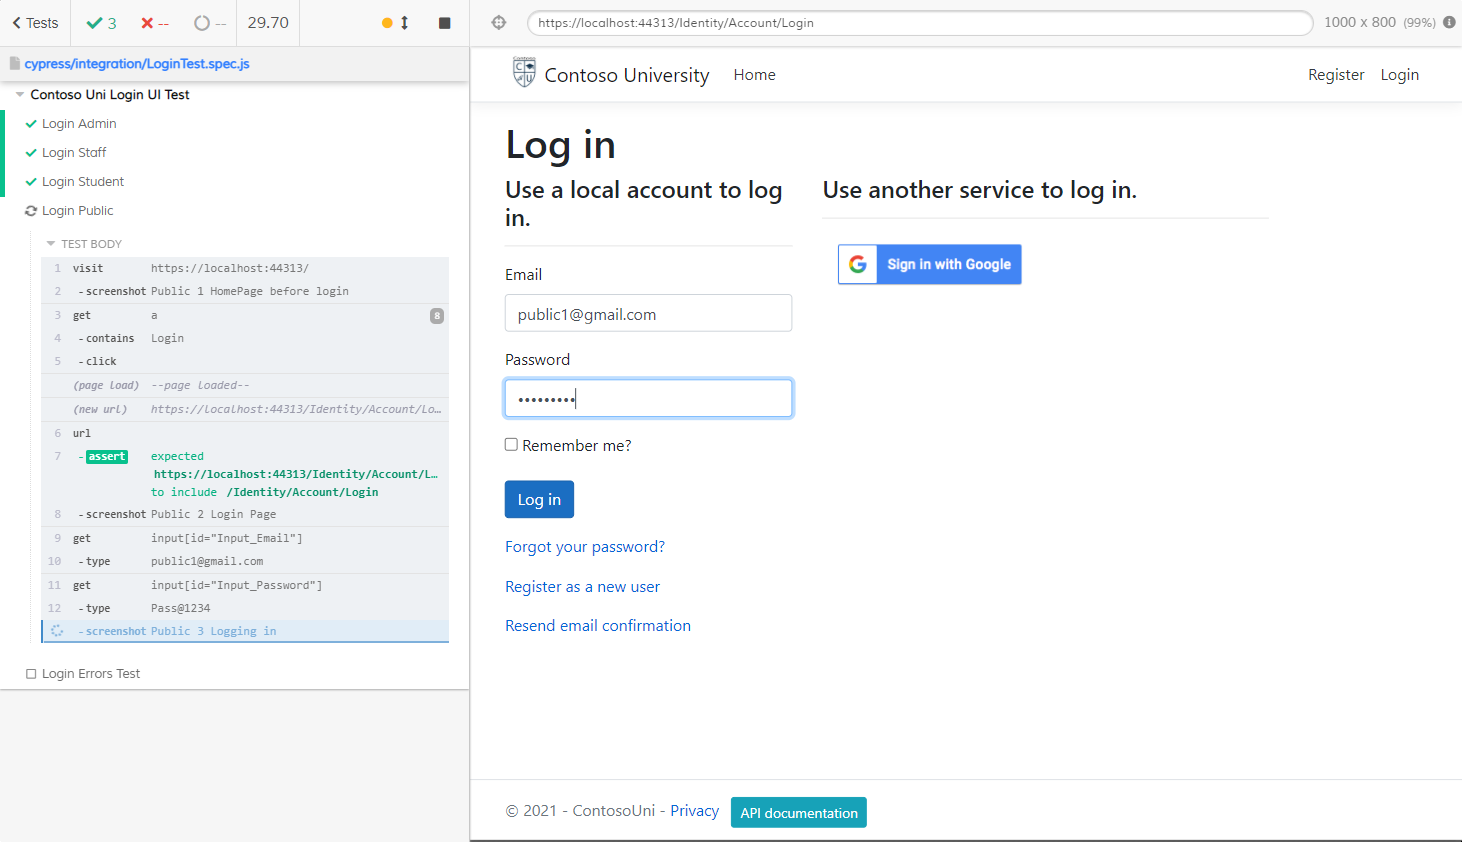 Tests 3 -- -- 29.70
cypress/integration/LoginTest.spec.js
Contoso Uni Login UI Test
Login Admin
Login Staff
Login Student
Login Public
TEST BODY
1 visit https://localhost:44313/
2 -screenshot Public 1 HomePage before login
3 get a 8
4 -contains Login
5 -click
(page load) --page loaded--
(new url) https://localhost:44313/Identity/Account/Lo…
6 url
7 -assert expected
https://localhost:44313/Identity/Account/L…
to include /Identity/Account/Login
8 -screenshot Public 2 Login Page
9 get input[id="Input_Email"]
10 -type public1@gmail.com
11 get input[id="Input_Password"]
12 -type Pass@1234
-screenshot Public 3 Logging in
Login Errors Test
https://localhost:44313/Identity/Account/Login 1000 x 800 (99%)
Contoso University Home Register Login
Log in
Use a local account to log
in.
Email
public1@gmail.com
Password
•••••••••
Remember me?
Log in
Forgot your password?
Register as a new user
Resend email confirmation
Use another service to log in.
Sign in with Google
© 2021 - ContosoUni - Privacy API documentation